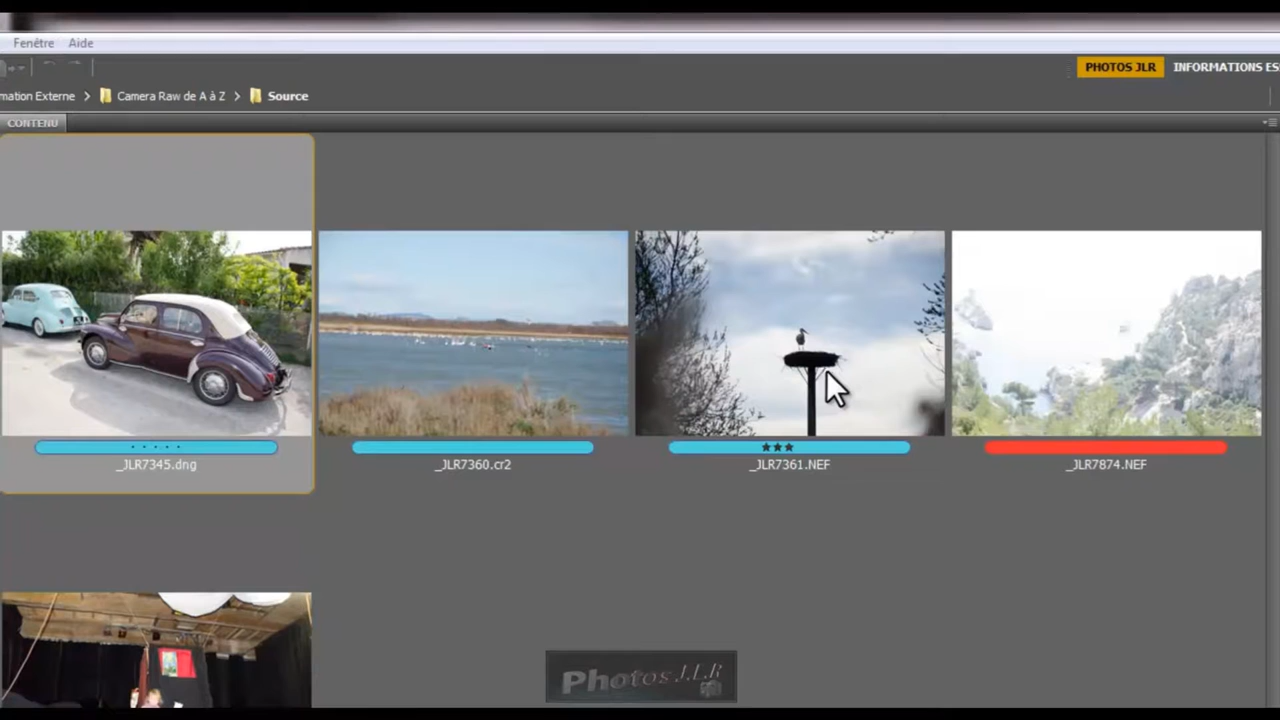 Fenêtre Aide
PHOTOS JLR
INFORMATIONS ES
mation Externe > Camera Raw de A à Z > Source
CONTENU
_JLR7345.dng
_JLR7360.cr2
_JLR7361.NEF
_JLR7874.NEF
Photos J.L.R